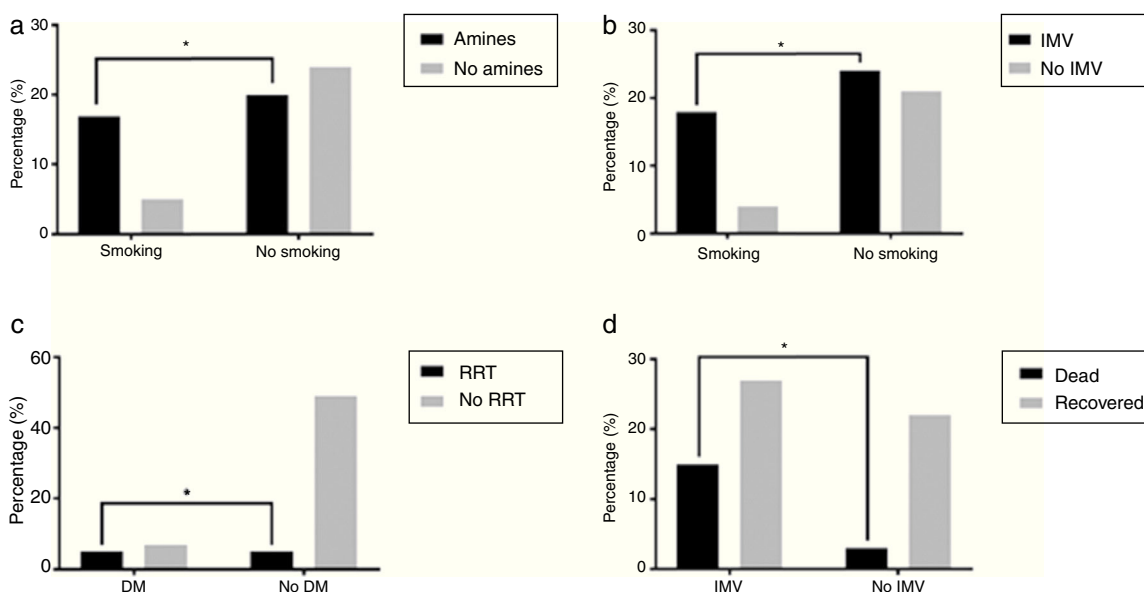 a
30
20
10
0
Percentage (%)
*
Amines
No amines
Smoking
No smoking
b
30
20
10
0
Percentage (%)
*
IMV
No IMV
Smoking
No smoking
c
60
40
20
0
Percentage (%)
*
RRT
No RRT
DM
No DM
d
30
20
10
0
Percentage (%)
*
Dead
Recovered
IMV
No IMV